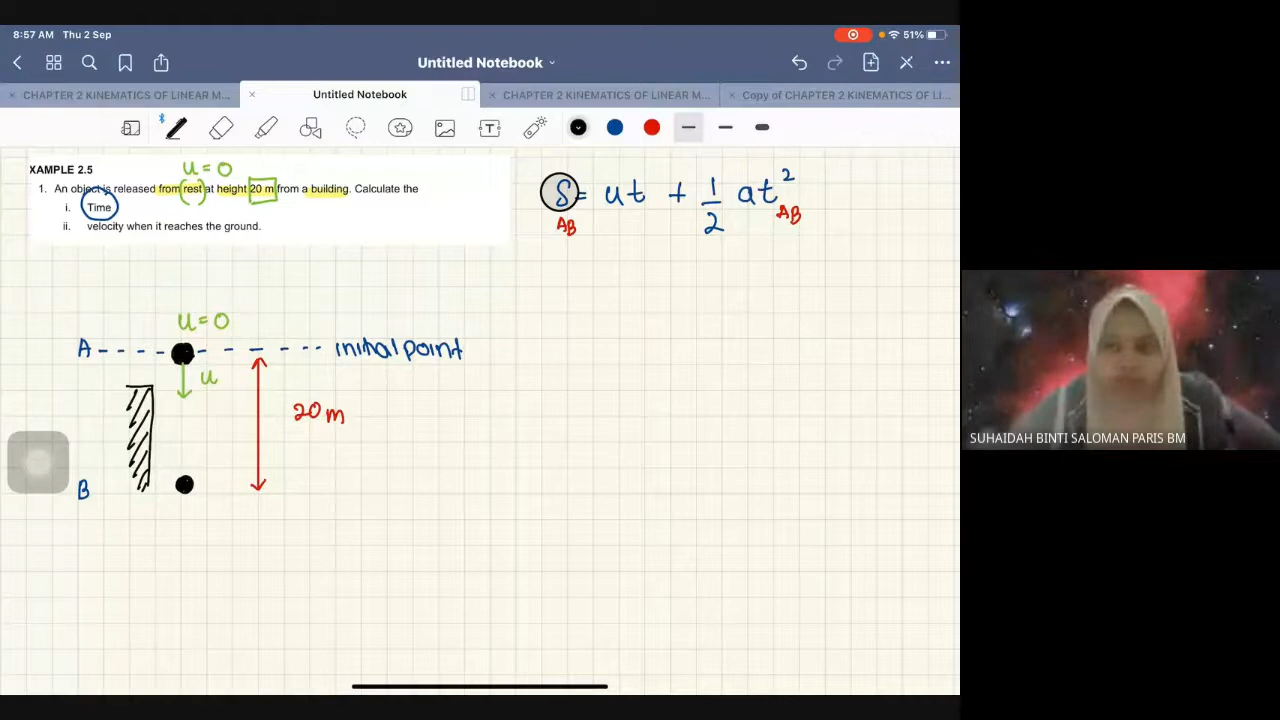 8:57 AM Thu 2 Sep
51%
Untitled Notebook
CHAPTER 2 KINEMATICS OF LINEAR M...
Untitled Notebook
CHAPTER 2 KINEMATICS OF LINEAR M...
Copy of CHAPTER 2 KINEMATICS OF LI...
XAMPLE 2.5
u = 0
1. An object is released from rest at height 20 m from a building. Calculate the
i. Time
ii. velocity when it reaches the ground.
S = ut + 1/2 at²
AB AB
u = 0
A initial point
u
20 m
B
SUHAIDAH BINTI SALOMAN PARIS BM